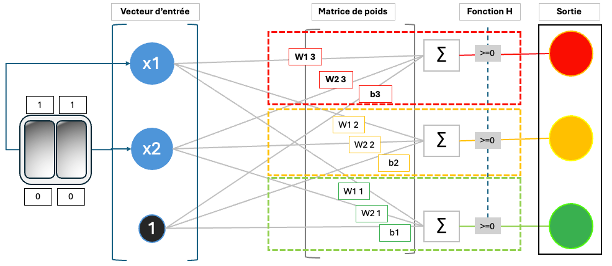 Vecteur d'entrée
Matrice de poids
Fonction H
Sortie
x1
W1 3
Σ
>=0
W2 3
1 1
b3
W1 2
x2
W2 2
Σ
>=0
b2
0 0
W1 1
W2 1
1
b1
Σ
>=0